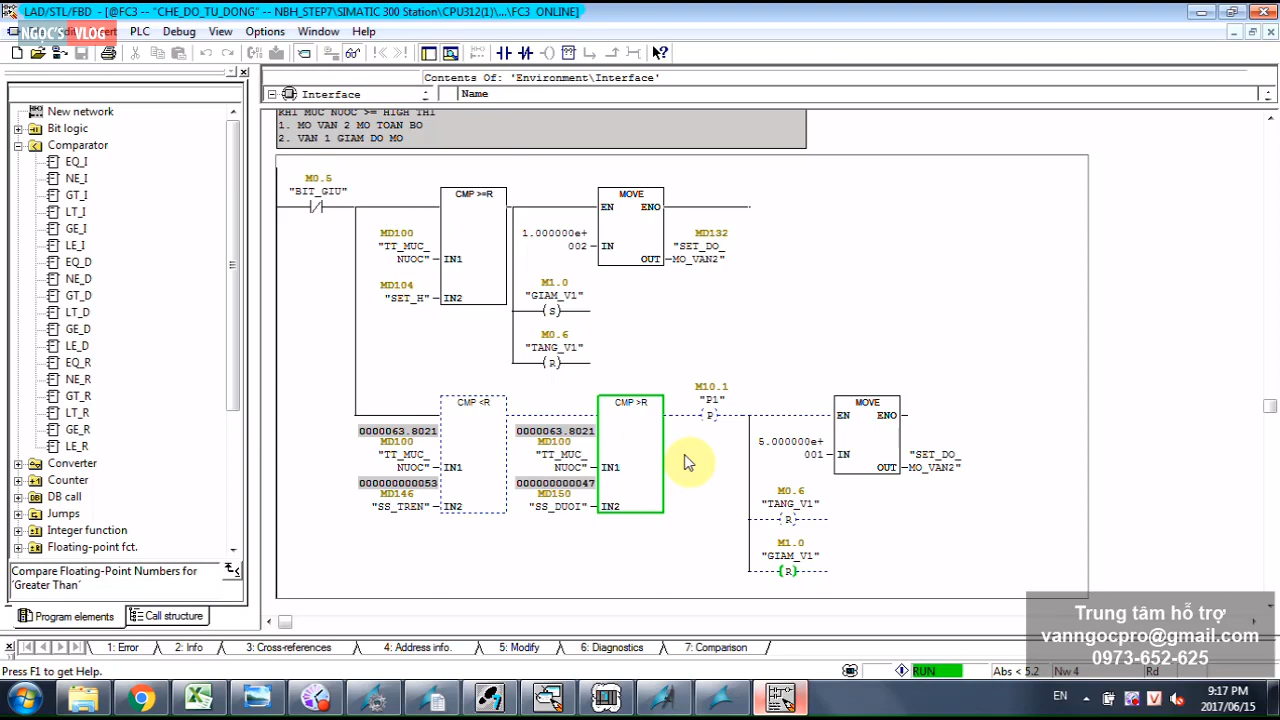 LAD/STL/FBD - [@FC3 -- "CHE_DO_TU_DONG" -- NBH_STEP7\SIMATIC 300 Station\CPU312(1)\...\FC3 ONLINE]
NGỌC'S VLOG
PLC Debug View Options Window Help
Contents Of: 'Environment\Interface'
Interface
Name
New network
Bit logic
Comparator
EQ_I
NE_I
GT_I
LT_I
GE_I
LE_I
EQ_D
NE_D
GT_D
LT_D
GE_D
LE_D
EQ_R
NE_R
GT_R
LT_R
GE_R
LE_R
Converter
Counter
DB call
Jumps
Integer function
Floating-point fct.
Compare Floating-Point Numbers for
'Greater Than'
Program elements
Call structure
KHI MUC NUOC >= HIGH THI
1. MO VAN 2 MO TOAN BO
2. VAN 1 GIAM DO MO
M0.5
"BIT_GIU"
CMP >=R
MD100
"TT_MUC_
NUOC"
IN1
MD104
"SET_H"
IN2
MOVE
EN ENO
1.000000e+
002
IN
OUT
MD132
"SET_DO_
MO_VAN2"
M1.0
"GIAM_V1"
S
M0.6
"TANG_V1"
R
CMP <R
0000063.8021
MD100
"TT_MUC_
NUOC"
IN1
000000000053
MD146
"SS_TREN"
IN2
CMP >R
0000063.8021
MD100
"TT_MUC_
NUOC"
IN1
000000000047
MD150
"SS_DUOI"
IN2
M10.1
"P1"
P
MOVE
EN ENO
5.000000e+
001
IN
OUT
"SET_DO_
MO_VAN2"
M0.6
"TANG_V1"
R
M1.0
"GIAM_V1"
R
Trung tâm hỗ trợ
vanngocpro@gmail.com
0973-652-625
1: Error 2: Info 3: Cross-references 4: Address info. 5: Modify 6: Diagnostics 7: Comparison
Press F1 to get Help.
RUN
Abs < 5.2
Nw 4
Rd
EN
9:17 PM
2017/06/15